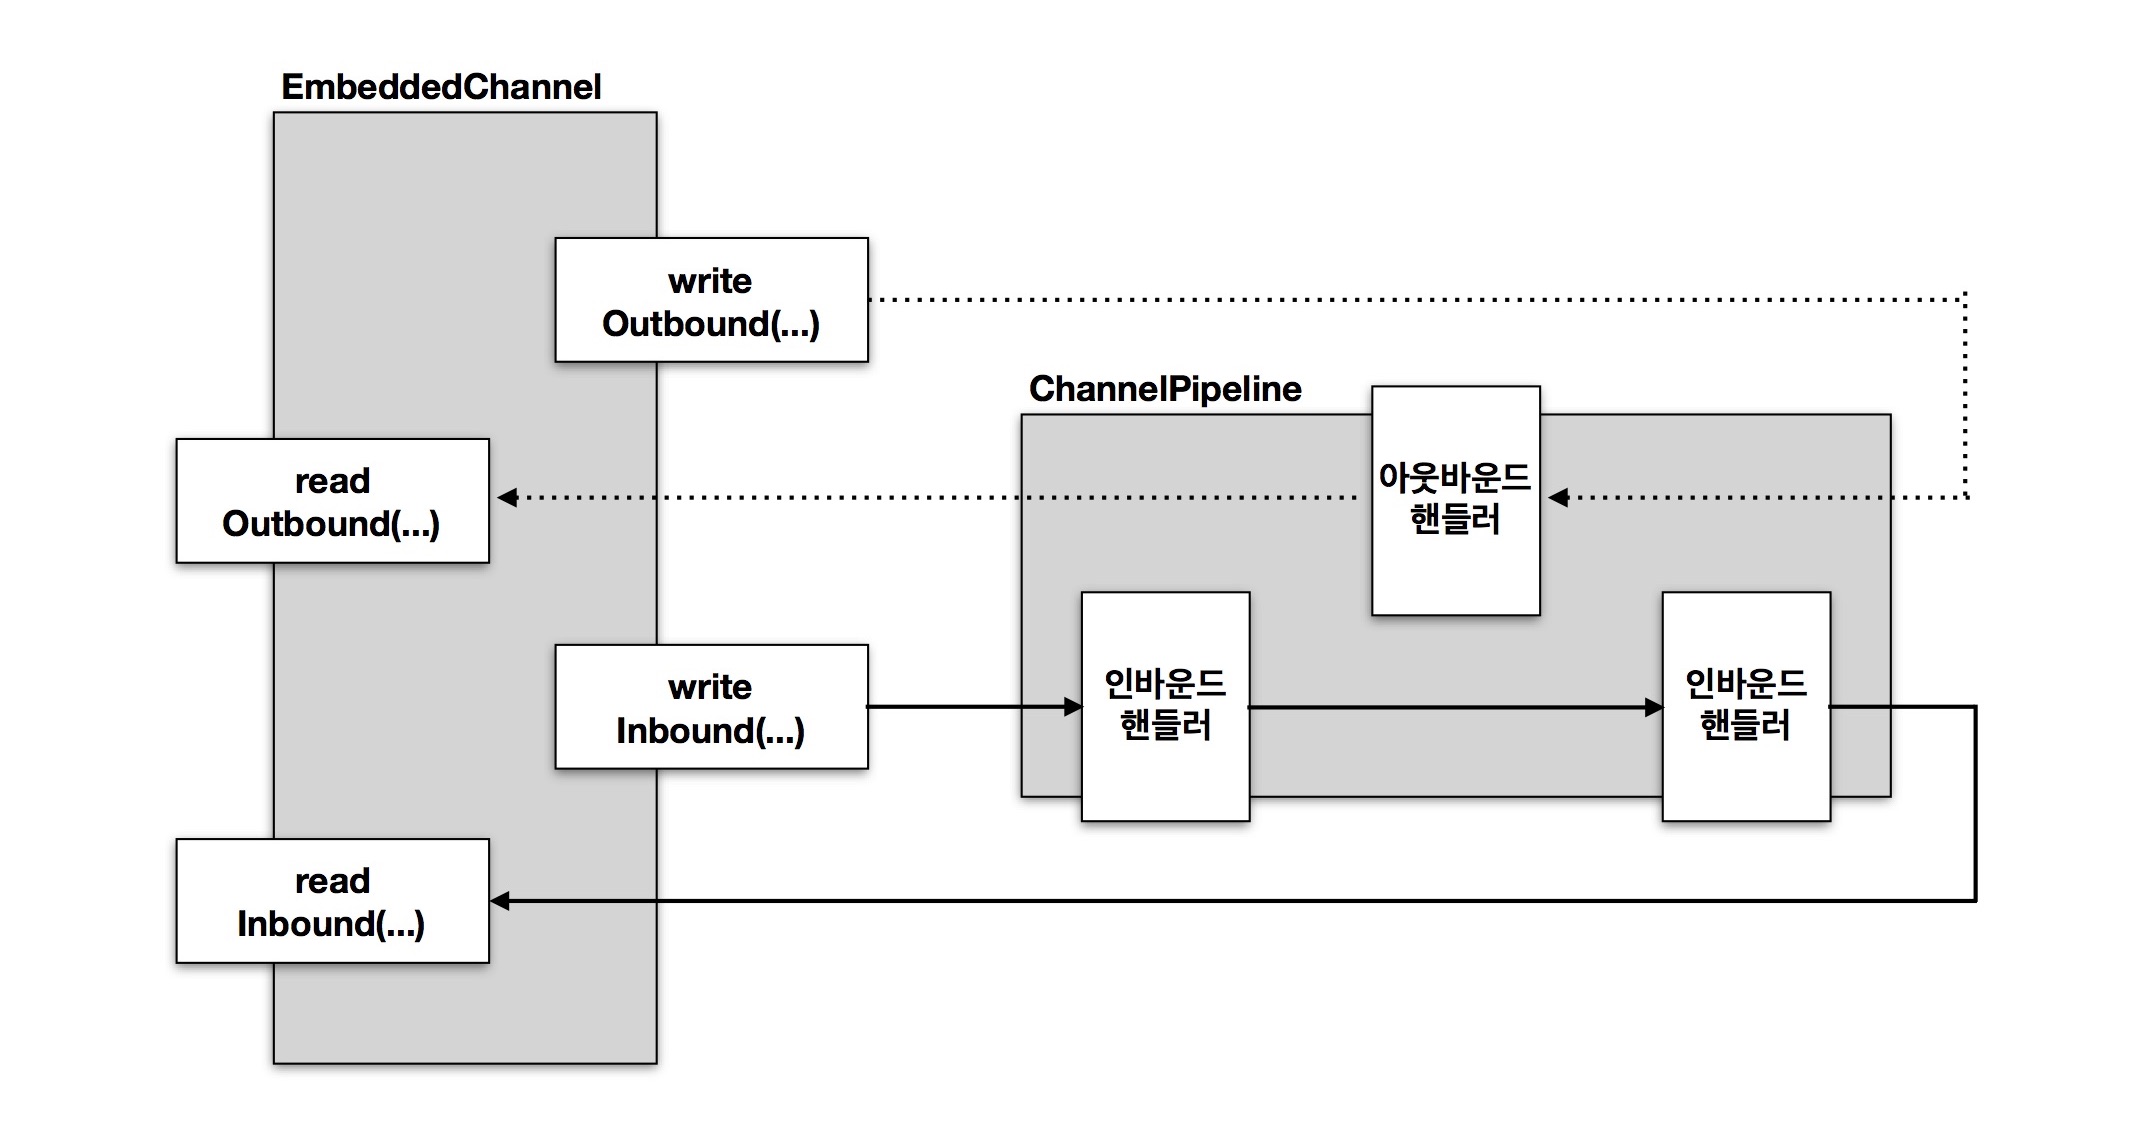 EmbeddedChannel
write
Outbound(...)
ChannelPipeline
아웃바운드
핸들러
read
Outbound(...)
write
Inbound(...)
인바운드
핸들러
인바운드
핸들러
read
Inbound(...)